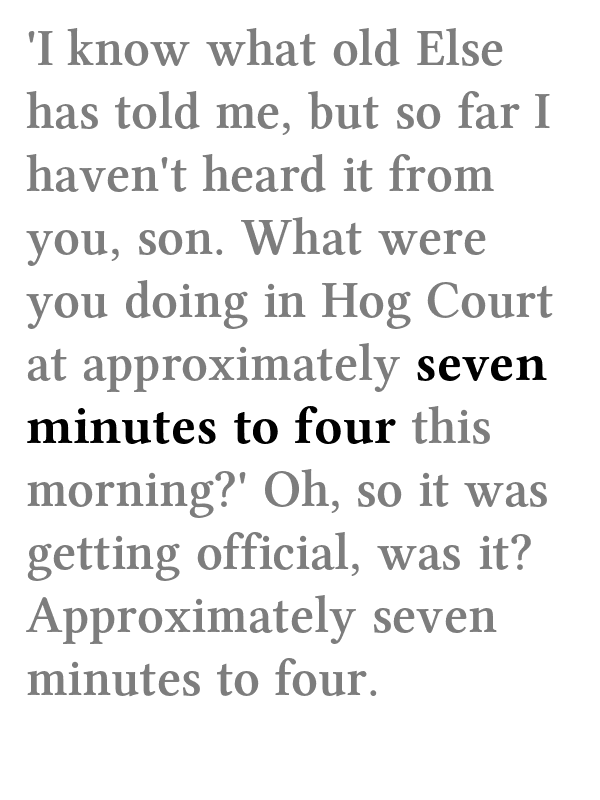 'I know what old Else
has told me, but so far I
haven't heard it from
you, son. What were
you doing in Hog Court
at approximately seven
minutes to four this
morning?' Oh, so it was
getting official, was it?
Approximately seven
minutes to four.